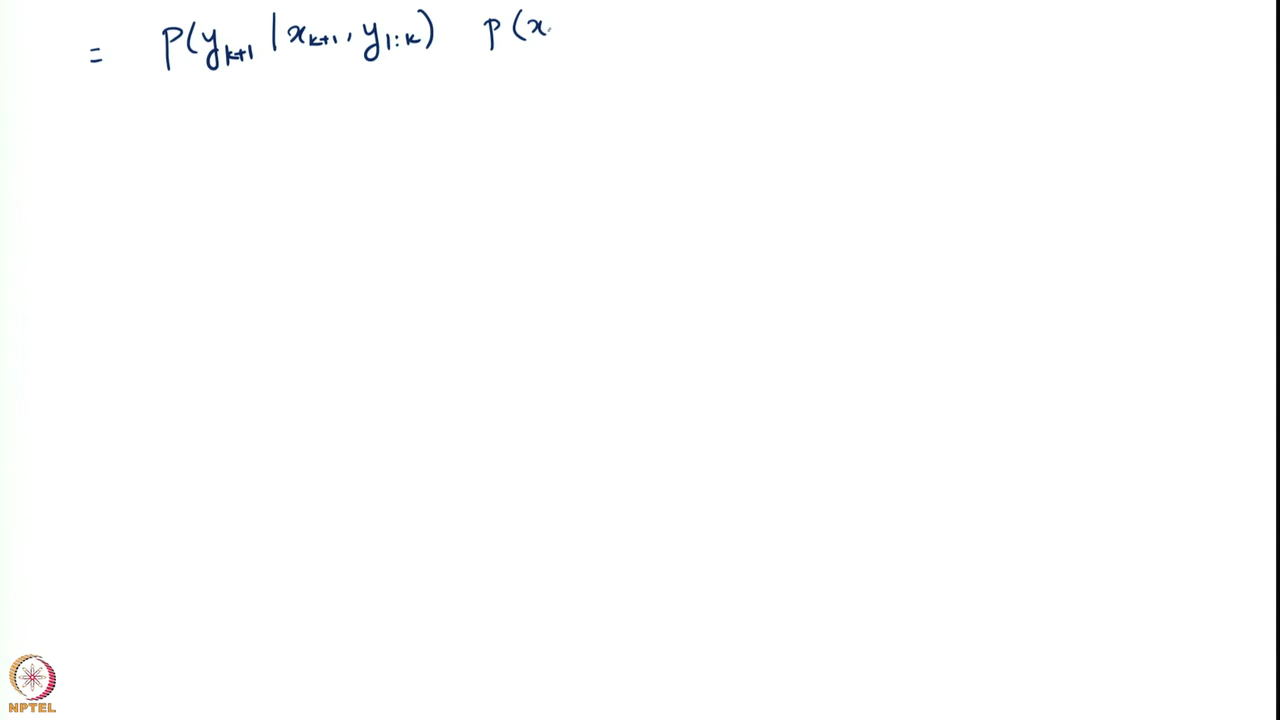 = P(y_{k+1} | x_{k+1}, y_{1:k}) P(x
NPTEL